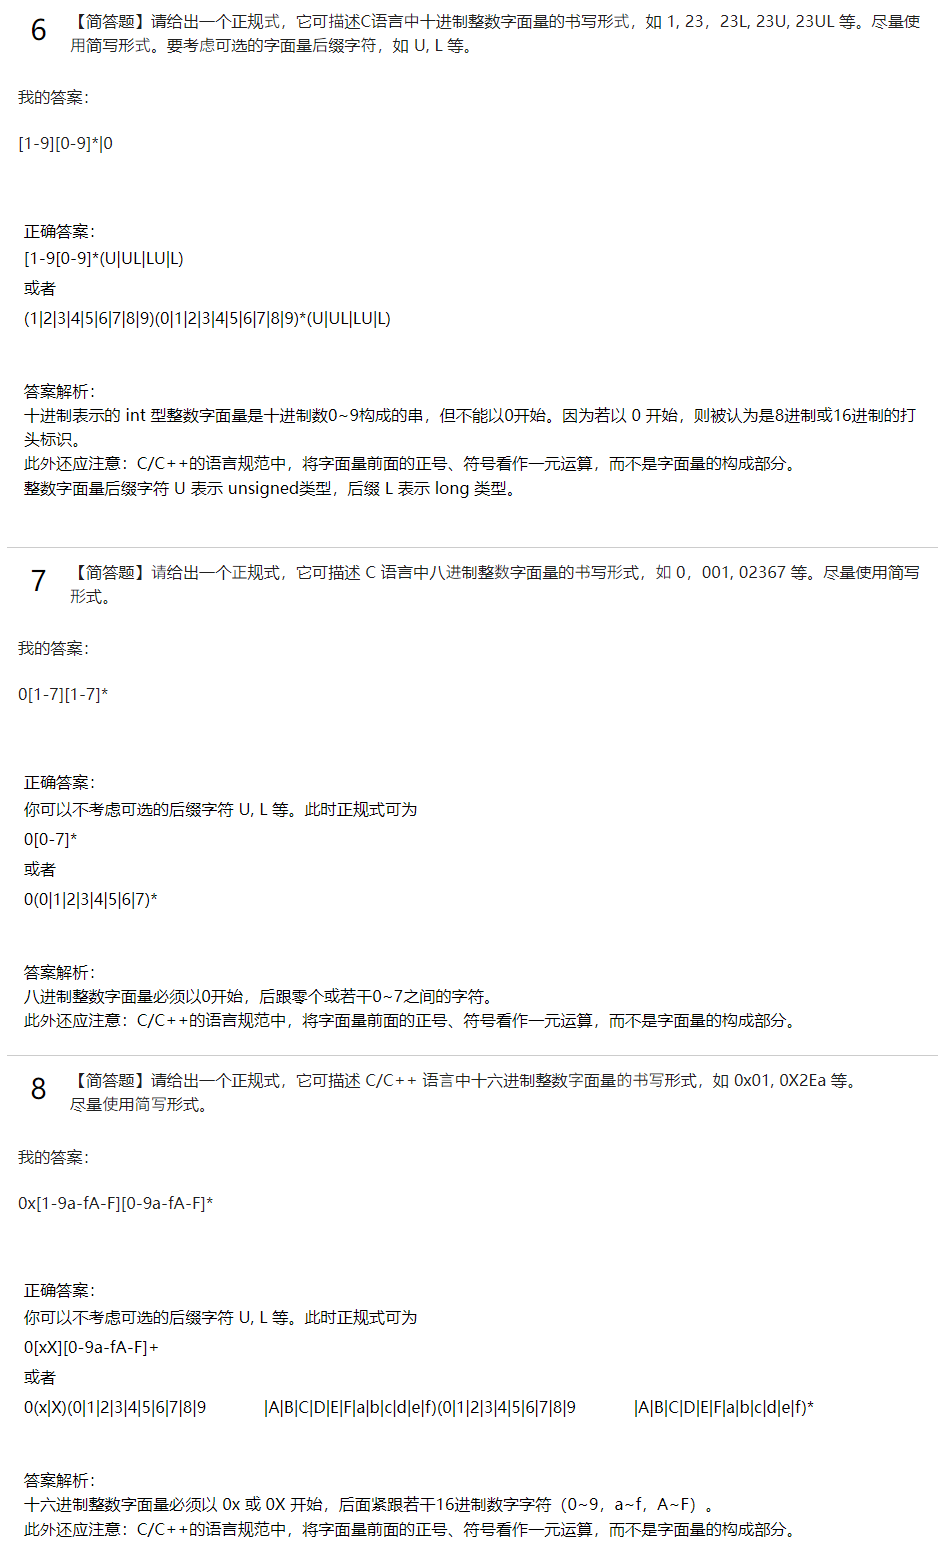 6
【简答题】请给出一个正规式，它可描述C语言中十进制整数字面量的书写形式，如 1, 23，23L, 23U, 23UL 等。尽量使
用简写形式。要考虑可选的字面量后缀字符，如 U, L 等。
我的答案：
[1-9][0-9]*|0
正确答案：
[1-9[0-9]*(U|UL|LU|L)
或者
(1|2|3|4|5|6|7|8|9)(0|1|2|3|4|5|6|7|8|9)*(U|UL|LU|L)
答案解析：
十进制表示的 int 型整数字面量是十进制数0~9构成的串，但不能以0开始。因为若以 0 开始，则被认为是8进制或16进制的打
头标识。
此外还应注意：C/C++的语言规范中，将字面量前面的正号、符号看作一元运算，而不是字面量的构成部分。
整数字面量后缀字符 U 表示 unsigned类型，后缀 L 表示 long 类型。
7
【简答题】请给出一个正规式，它可描述 C 语言中八进制整数字面量的书写形式，如 0，001, 02367 等。尽量使用简写
形式。
我的答案：
0[1-7][1-7]*
正确答案：
你可以不考虑可选的后缀字符 U, L 等。此时正规式可为
0[0-7]*
或者
0(0|1|2|3|4|5|6|7)*
答案解析：
八进制整数字面量必须以0开始，后跟零个或若干0~7之间的字符。
此外还应注意：C/C++的语言规范中，将字面量前面的正号、符号看作一元运算，而不是字面量的构成部分。
8
【简答题】请给出一个正规式，它可描述 C/C++ 语言中十六进制整数字面量的书写形式，如 0x01, 0X2Ea 等。
尽量使用简写形式。
我的答案：
0x[1-9a-fA-F][0-9a-fA-F]*
正确答案：
你可以不考虑可选的后缀字符 U, L 等。此时正规式可为
0[xX][0-9a-fA-F]+
或者
0(x|X)(0|1|2|3|4|5|6|7|8|9 |A|B|C|D|E|F|a|b|c|d|e|f)(0|1|2|3|4|5|6|7|8|9 |A|B|C|D|E|F|a|b|c|d|e|f)*
答案解析：
十六进制整数字面量必须以 0x 或 0X 开始，后面紧跟若干16进制数字字符（0~9，a~f，A~F）。
此外还应注意：C/C++的语言规范中，将字面量前面的正号、符号看作一元运算，而不是字面量的构成部分。